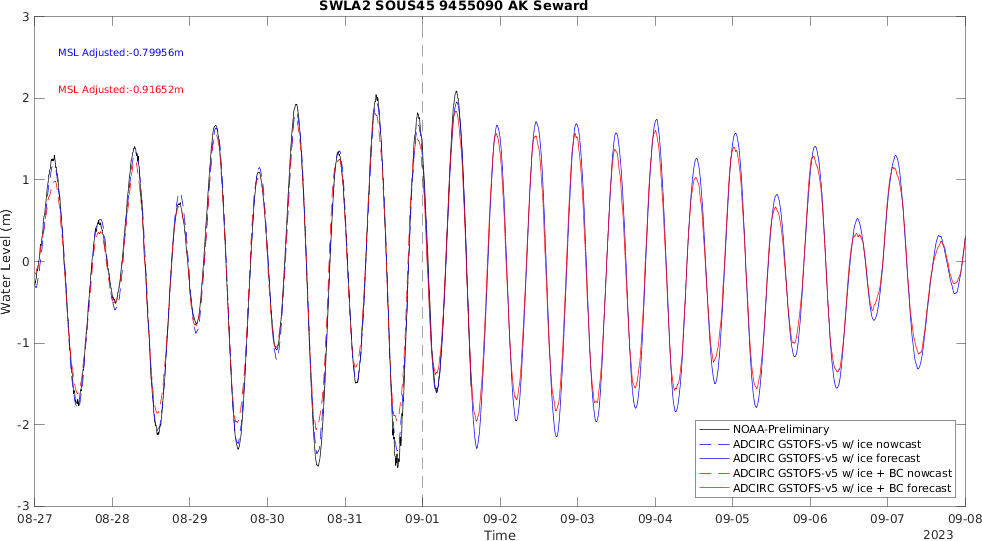 SWLA2 SOUS45 9455090 AK Seward
3
MSL Adjusted:-0.79956m
MSL Adjusted:-0.91652m
2
1
0
-1
-2
-3
Water Level (m)
NOAA-Preliminary
ADCIRC GSTOFS-v5 w/ ice nowcast
ADCIRC GSTOFS-v5 w/ ice forecast
ADCIRC GSTOFS-v5 w/ ice + BC nowcast
ADCIRC GSTOFS-v5 w/ ice + BC forecast
08-27 08-28 08-29 08-30 08-31 09-01 09-02 09-03 09-04 09-05 09-06 09-07 09-08
Time
2023